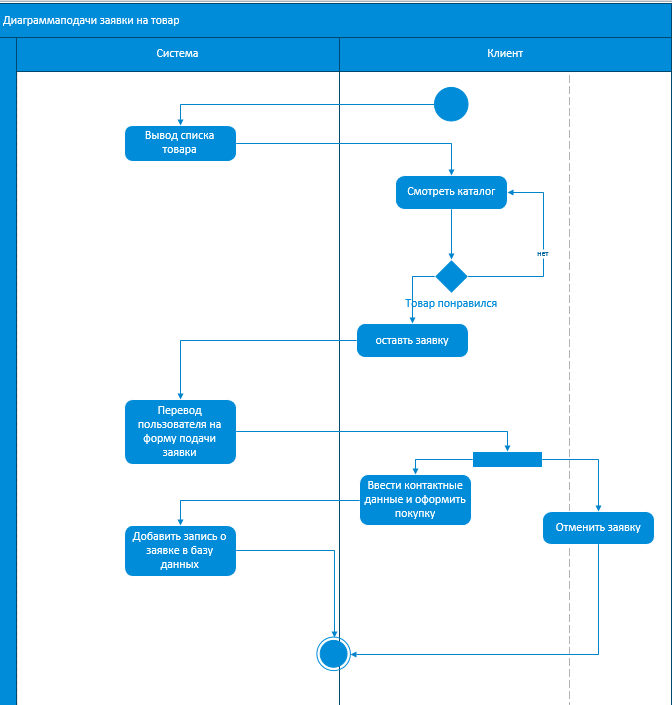 Диаграммаподачи заявки на товар
Система
Клиент
Вывод списка
товара
Смотреть каталог
нет
Товар понравился
оставть заявку
Перевод
пользователя на
форму подачи
заявки
Ввести контактные
данные и оформить
покупку
Отменить заявку
Добавить запись о
заявке в базу
данных